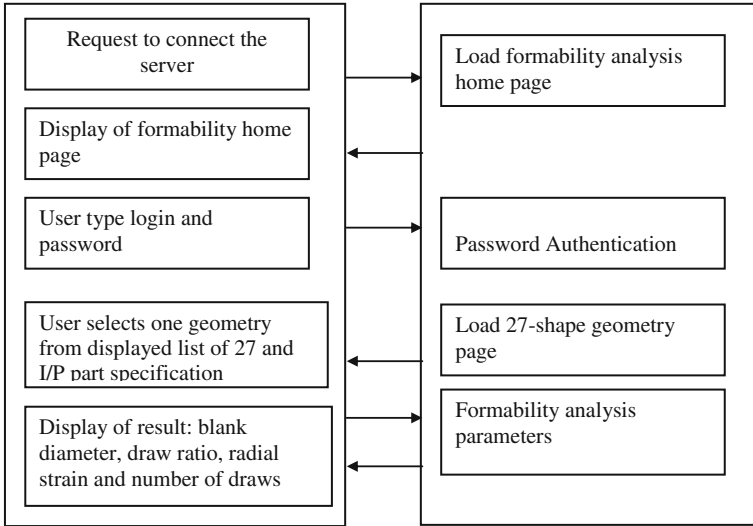 Request to connect the
server
Load formability analysis
home page
Display of formability home
page
User type login and
password
Password Authentication
User selects one geometry
from displayed list of 27 and
I/P part specification
Load 27-shape geometry
page
Formability analysis
parameters
Display of result: blank
diameter, draw ratio, radial
strain and number of draws